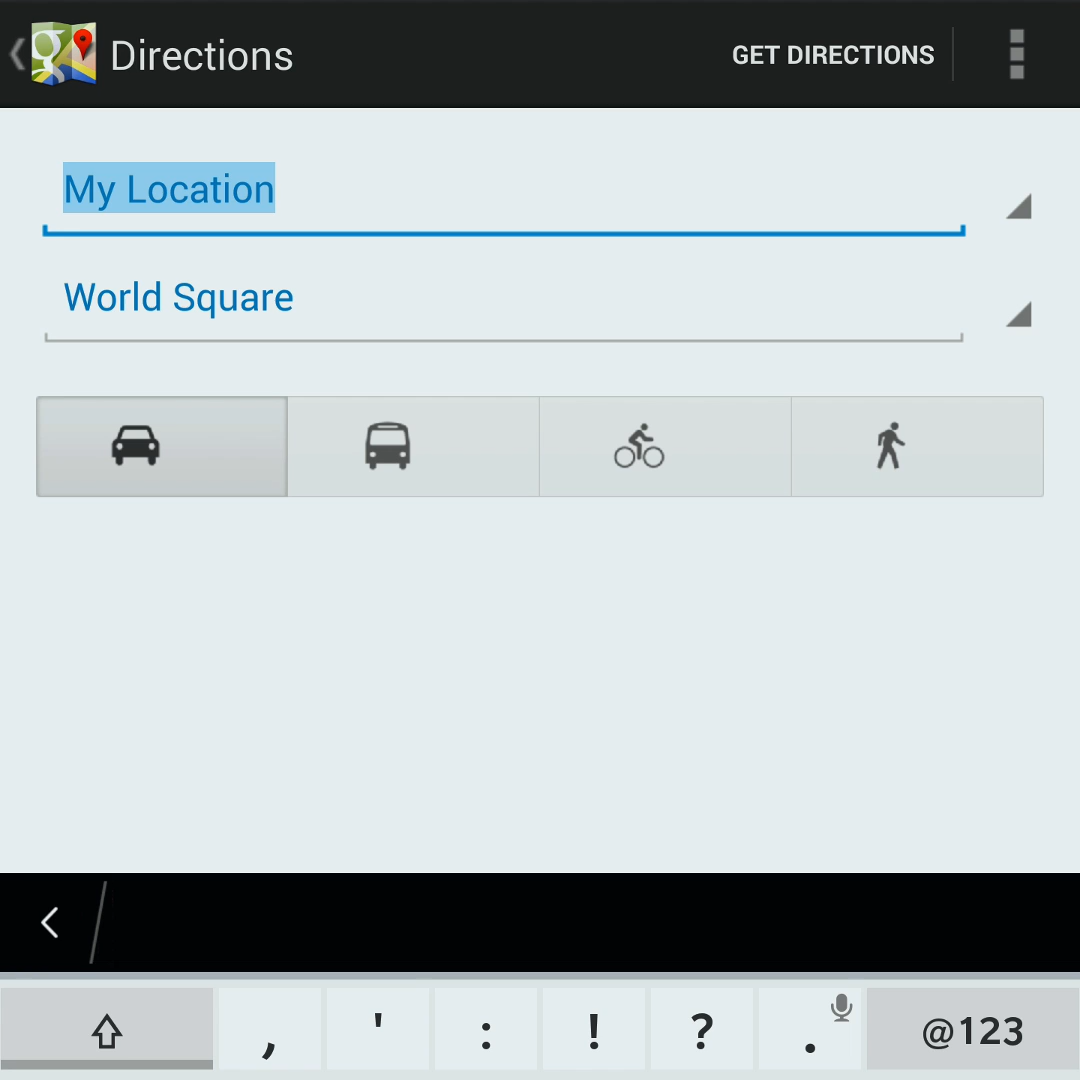 Directions
GET DIRECTIONS
My Location
World Square
, ' : ! ? . @123